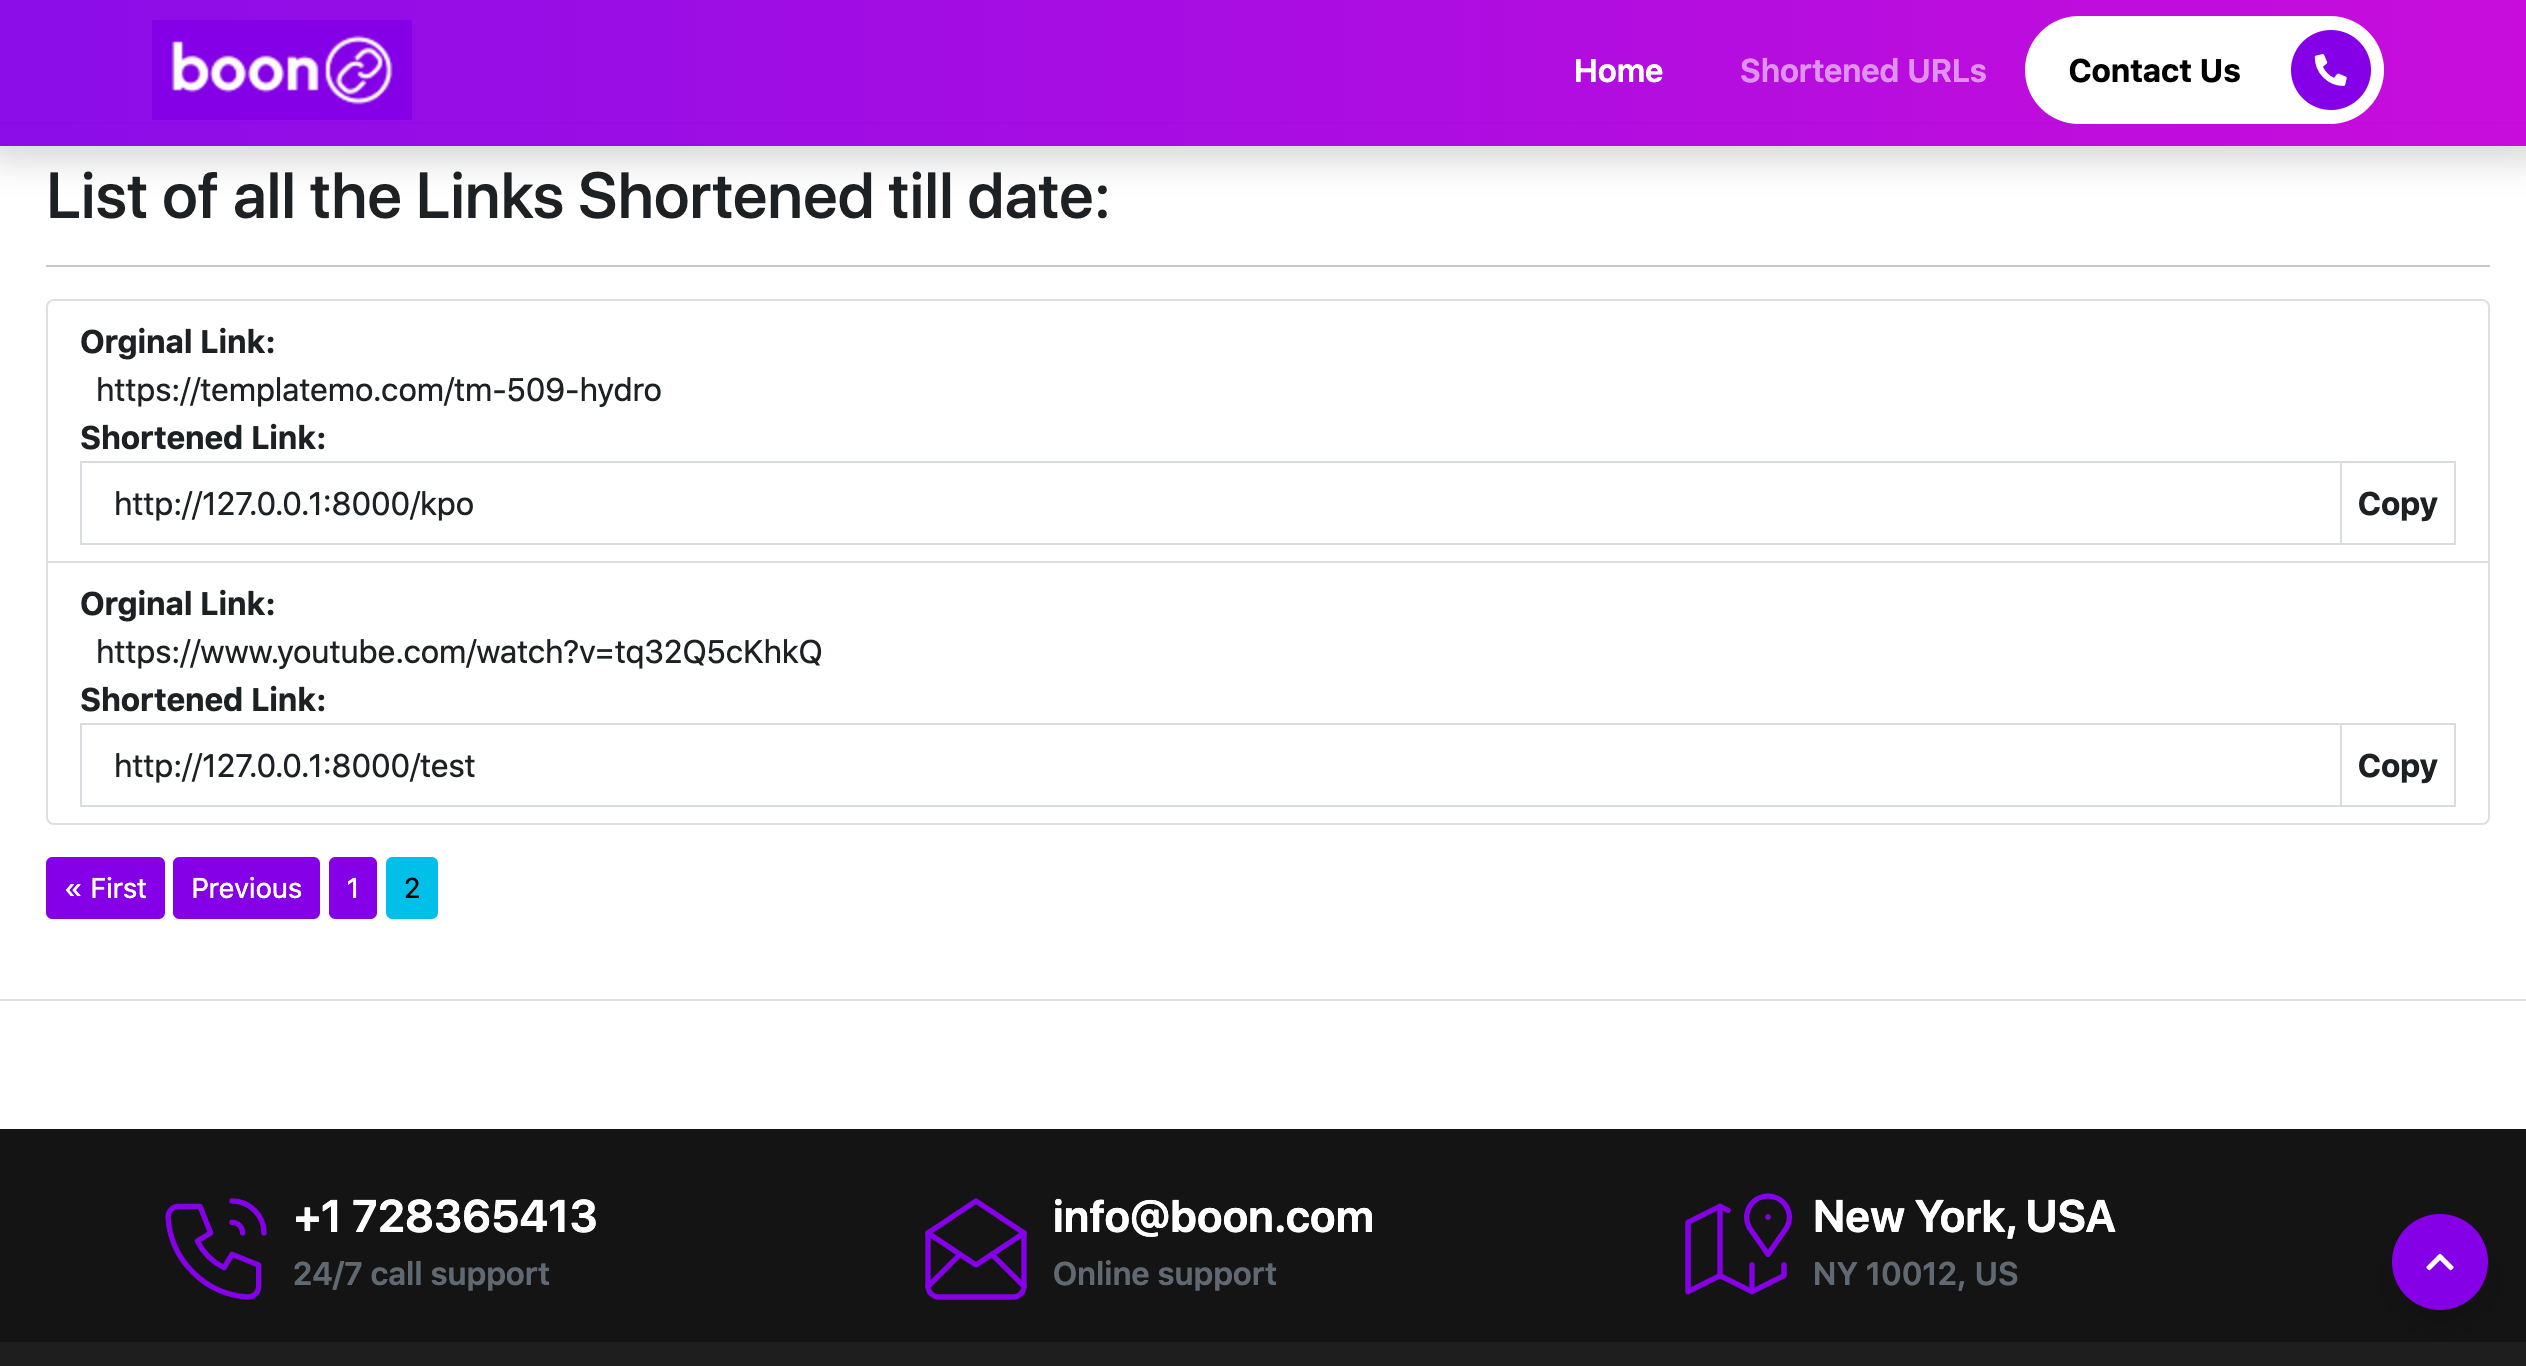 boon
Home Shortened URLs Contact Us
List of all the Links Shortened till date:
Orginal Link:
https://templatemo.com/tm-509-hydro
Shortened Link:
http://127.0.0.1:8000/kpo Copy
Orginal Link:
https://www.youtube.com/watch?v=tq32Q5cKhkQ
Shortened Link:
http://127.0.0.1:8000/test Copy
« First Previous 1 2
+1 728365413
24/7 call support
info@boon.com
Online support
New York, USA
NY 10012, US